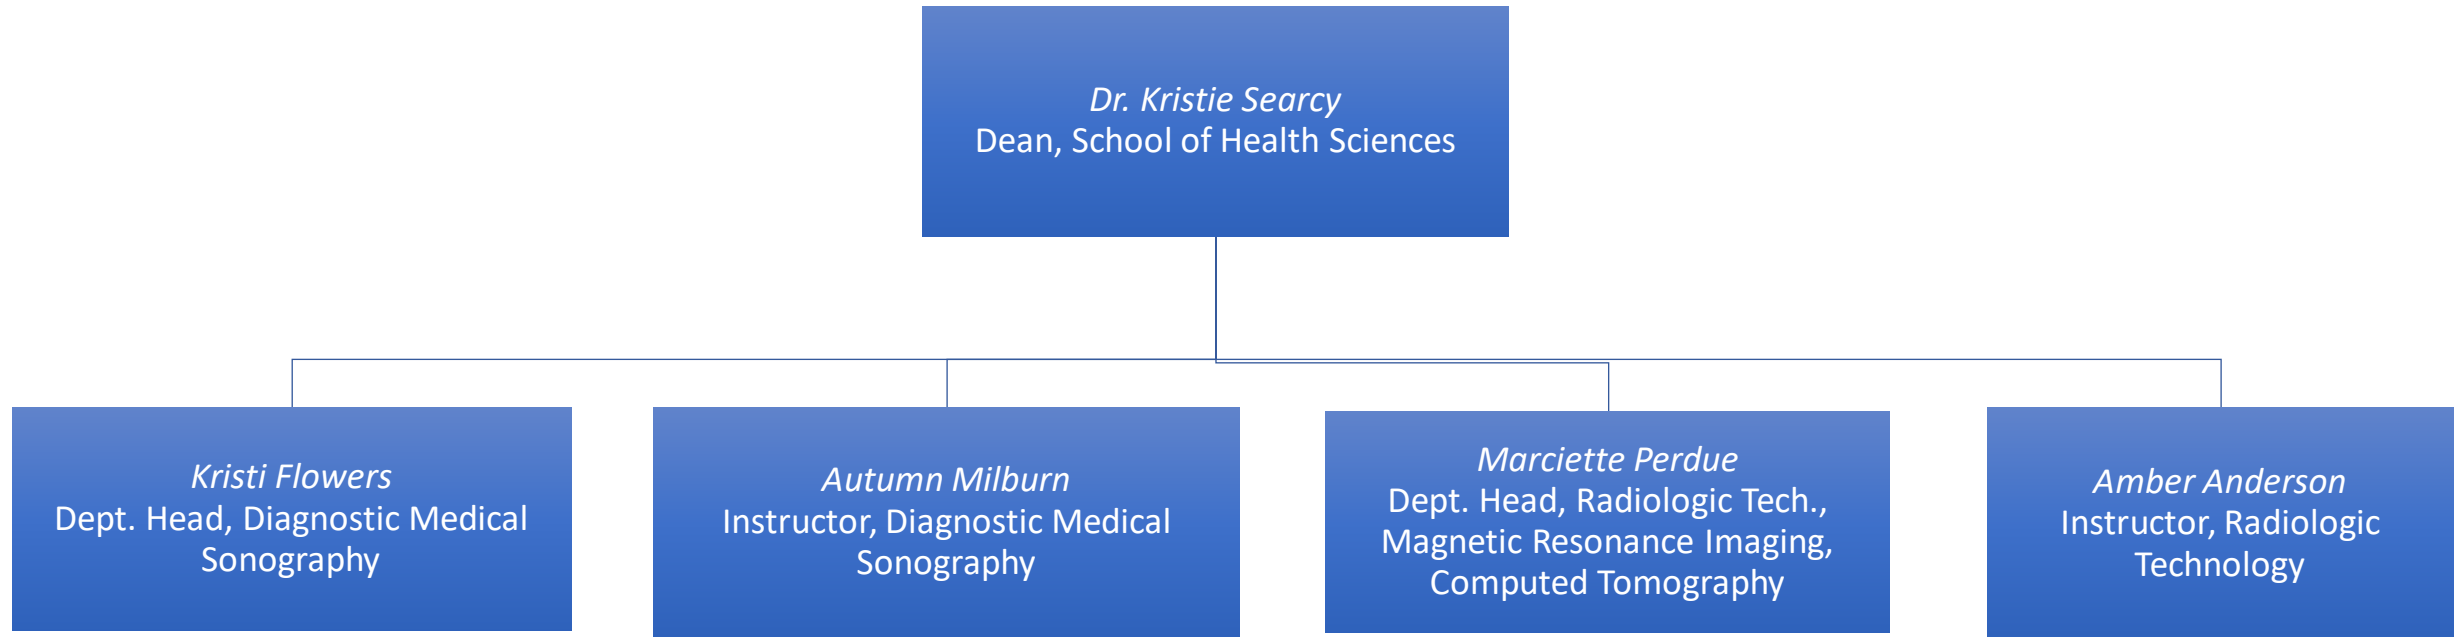 Dr. Kristie Searcy
Dean, School of Health Sciences
Kristi Flowers
Dept. Head, Diagnostic Medical
Sonography
Autumn Milburn
Instructor, Diagnostic Medical
Sonography
Marciette Perdue
Dept. Head, Radiologic Tech.,
Magnetic Resonance Imaging,
Computed Tomography
Amber Anderson
Instructor, Radiologic
Technology